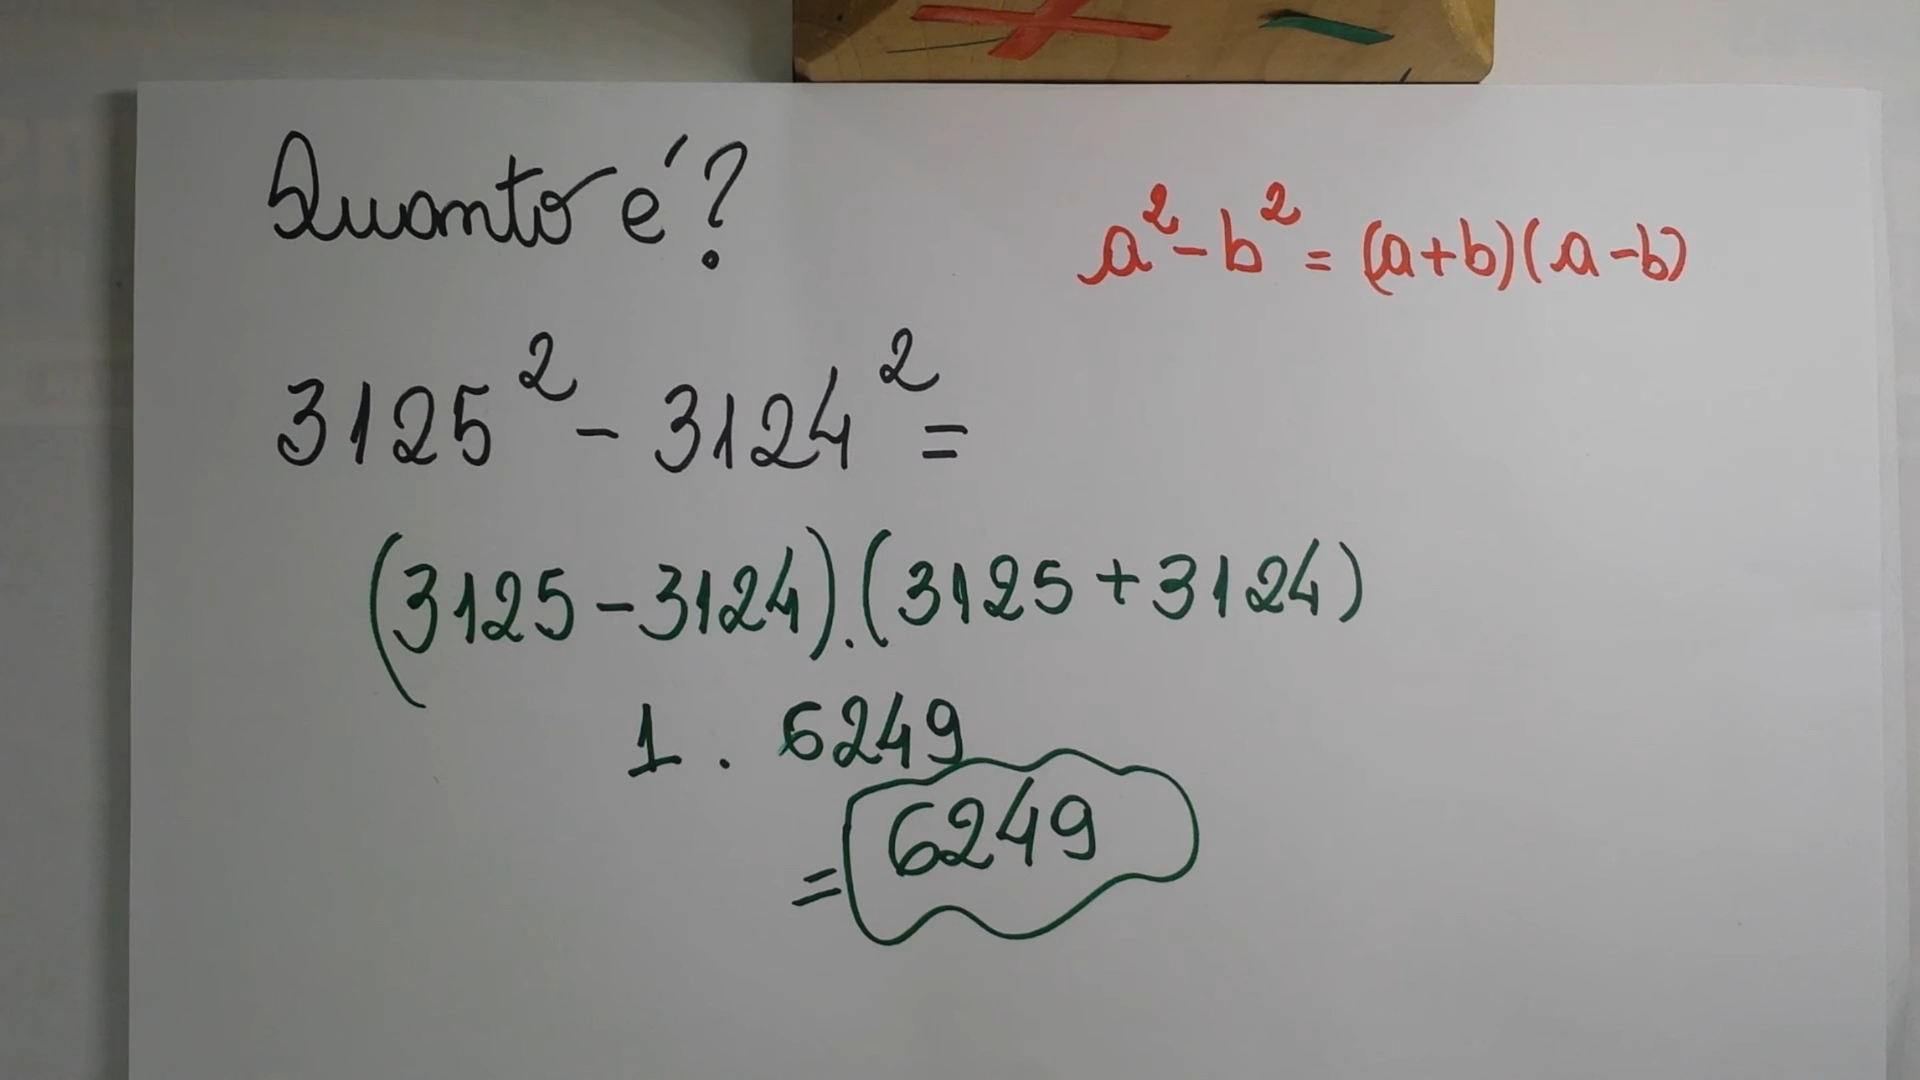 Quanto é?
a² - b² = (a+b)(a-b)
3125² - 3124² =
(3125 - 3124).(3125 + 3124)
1 . 6249
= 6249